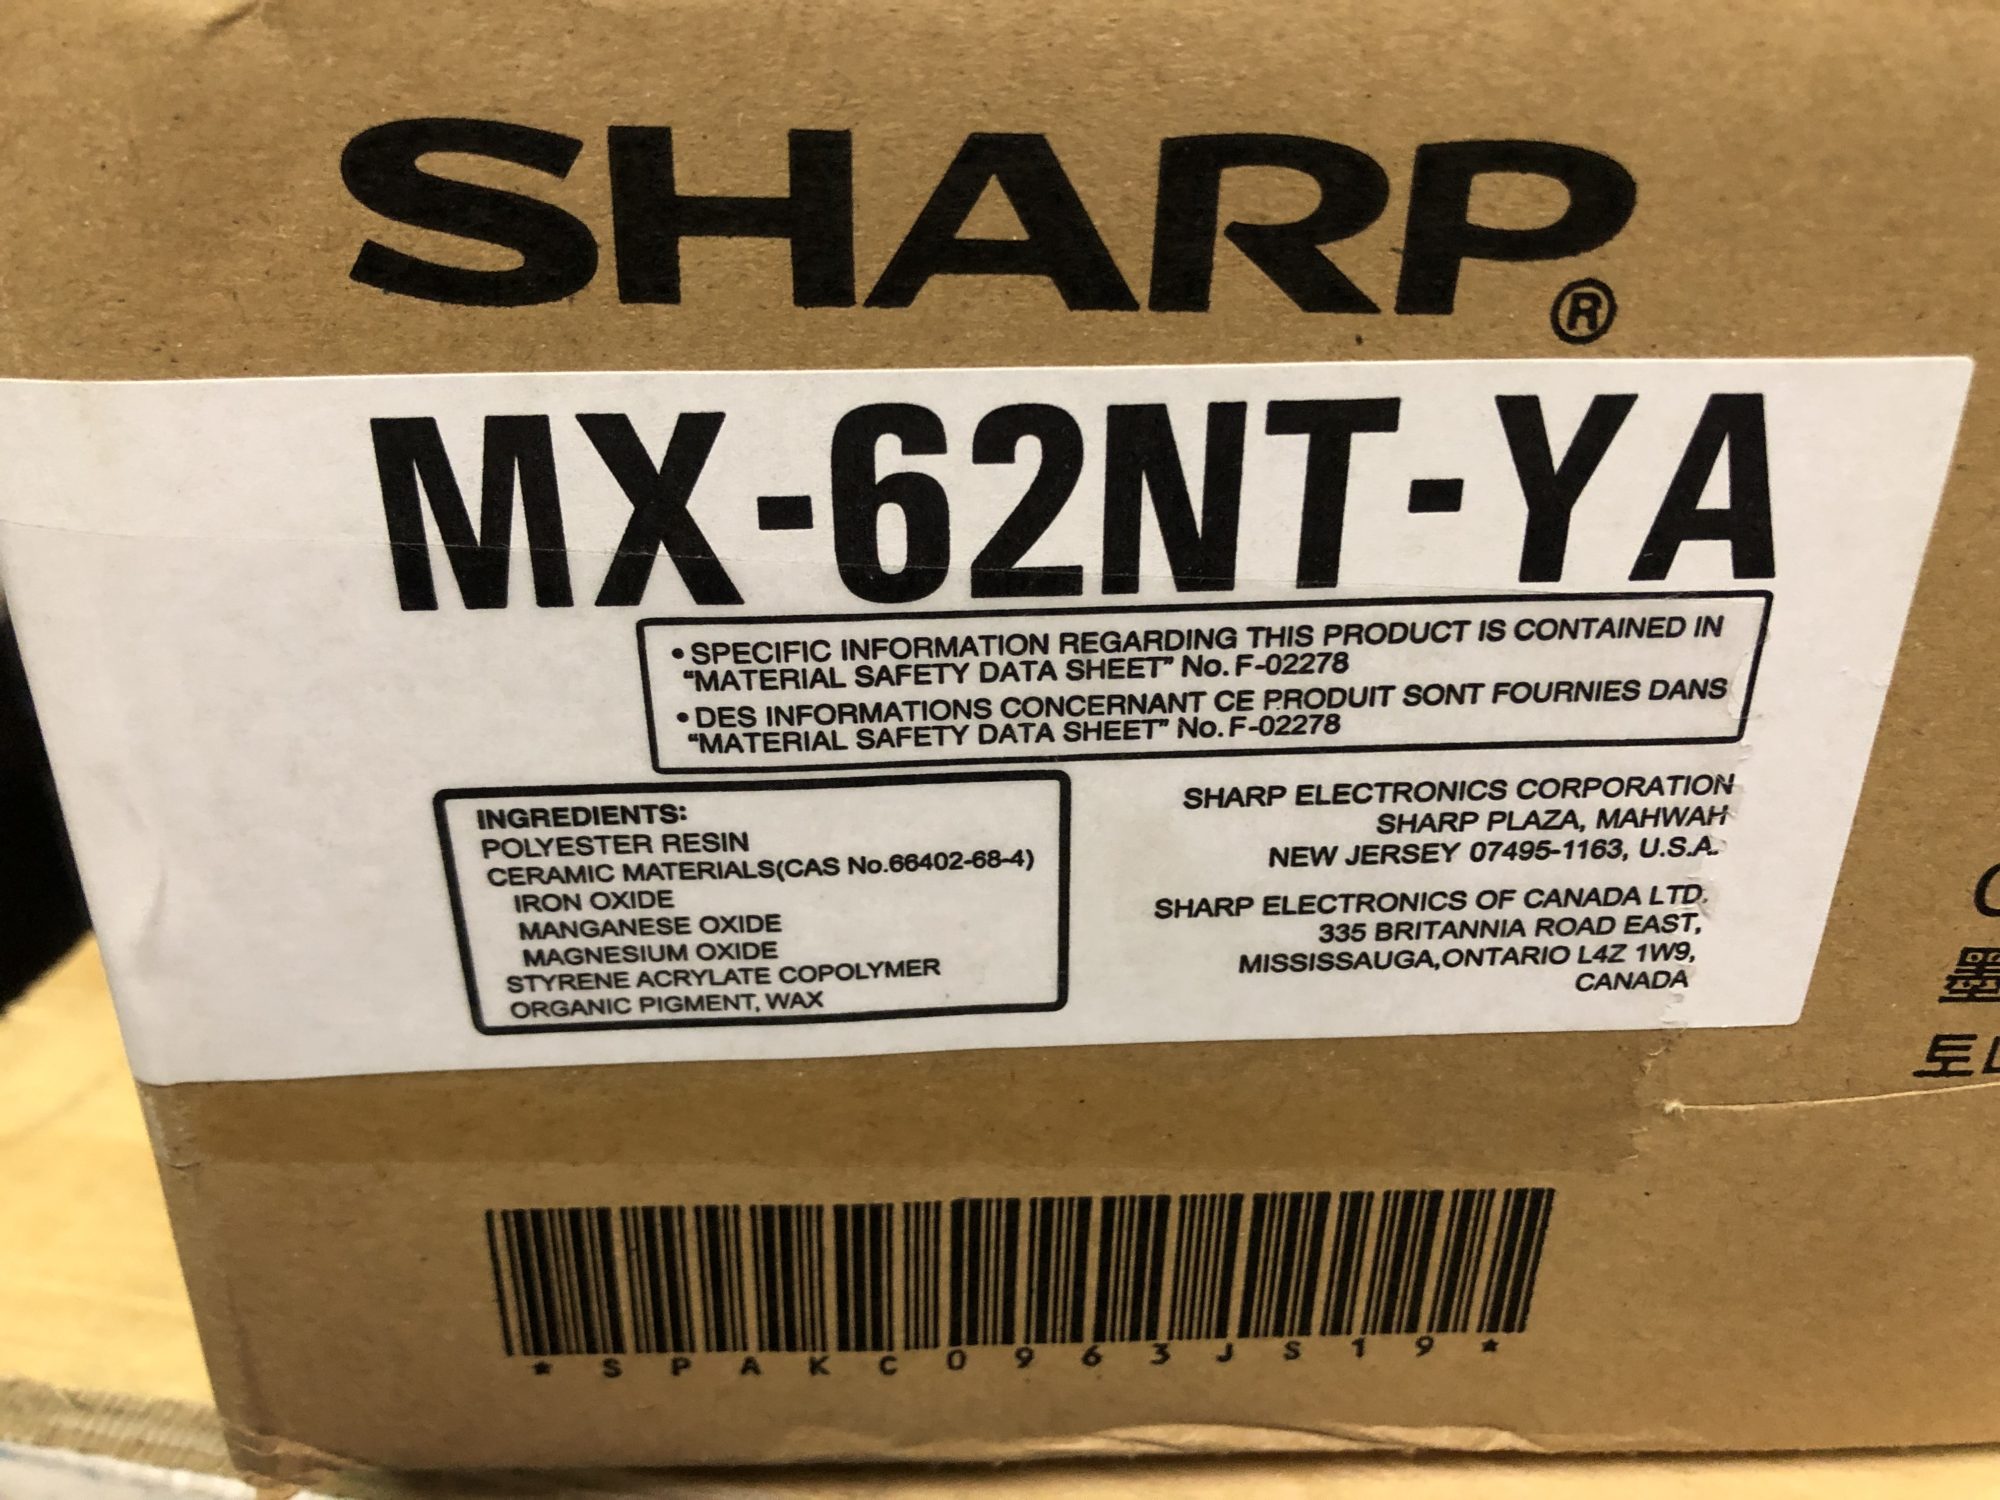 SHARP®
MX-62NT-YA
• SPECIFIC INFORMATION REGARDING THIS PRODUCT IS CONTAINED IN
"MATERIAL SAFETY DATA SHEET" No. F-02278
• DES INFORMATIONS CONCERNANT CE PRODUIT SONT FOURNIES DANS
"MATERIAL SAFETY DATA SHEET" No. F-02278
INGREDIENTS:
POLYESTER RESIN
CERAMIC MATERIALS(CAS No.66402-68-4)
IRON OXIDE
MANGANESE OXIDE
MAGNESIUM OXIDE
STYRENE ACRYLATE COPOLYMER
ORGANIC PIGMENT, WAX
SHARP ELECTRONICS CORPORATION
SHARP PLAZA, MAHWAH
NEW JERSEY 07495-1163, U.S.A.
SHARP ELECTRONICS OF CANADA LTD.
335 BRITANNIA ROAD EAST,
MISSISSAUGA,ONTARIO L4Z 1W9,
CANADA
*SPAKC0963JS19*